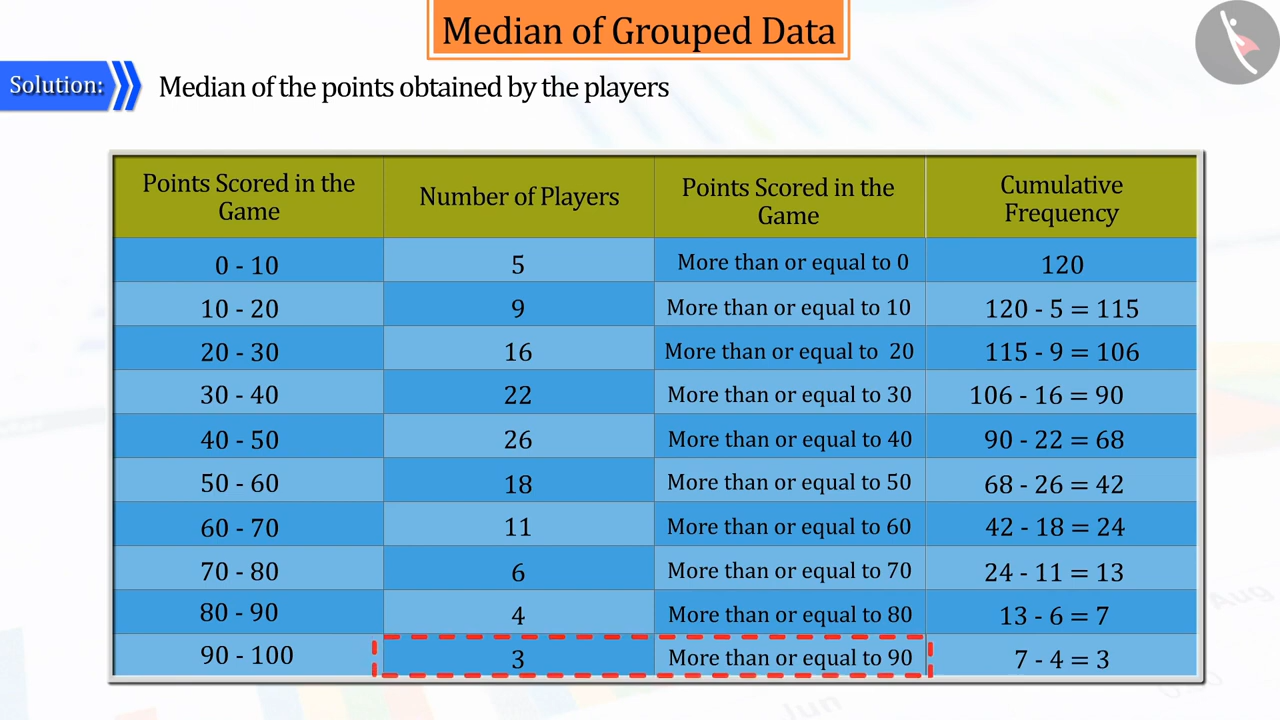 Median of Grouped Data
Solution:
Median of the points obtained by the players
Points Scored in the Game
Number of Players
Points Scored in the Game
Cumulative Frequency
0 - 10 5 More than or equal to 0 120
10 - 20 9 More than or equal to 10 120 - 5 = 115
20 - 30 16 More than or equal to 20 115 - 9 = 106
30 - 40 22 More than or equal to 30 106 - 16 = 90
40 - 50 26 More than or equal to 40 90 - 22 = 68
50 - 60 18 More than or equal to 50 68 - 26 = 42
60 - 70 11 More than or equal to 60 42 - 18 = 24
70 - 80 6 More than or equal to 70 24 - 11 = 13
80 - 90 4 More than or equal to 80 13 - 6 = 7
90 - 100 3 More than or equal to 90 7 - 4 = 3
Aug
Jun